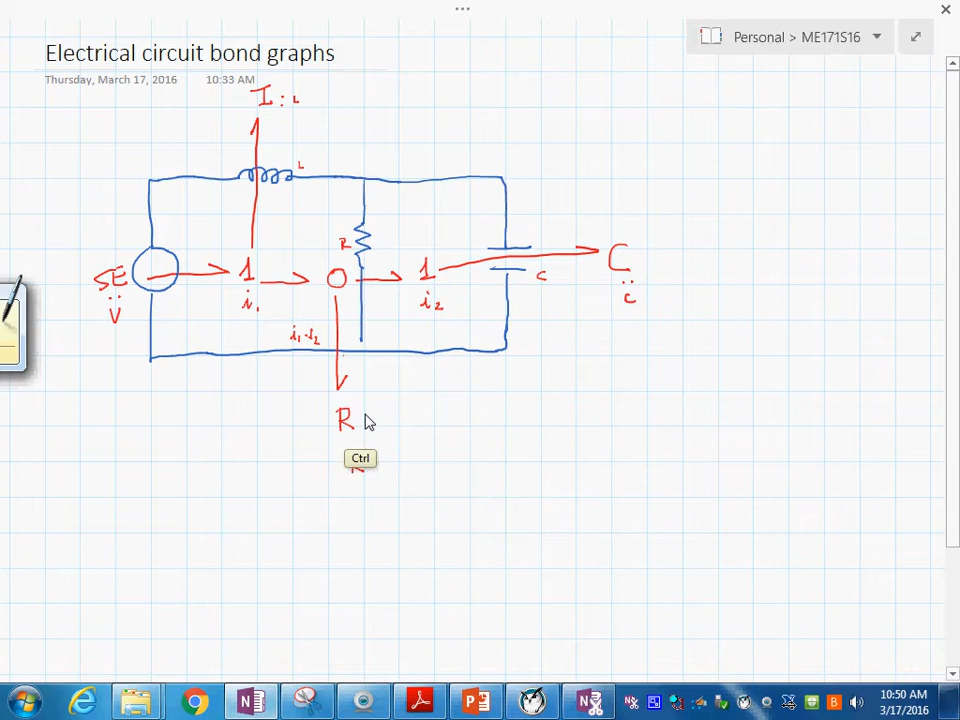 Personal > ME171S16
Electrical circuit bond graphs
Thursday, March 17, 2016 10:33 AM
I : L
L
R
SE : V
1
i₁
0
1
i₂
C
C : c
i₁-i₂
R
Ctrl
10:50 AM
3/17/2016